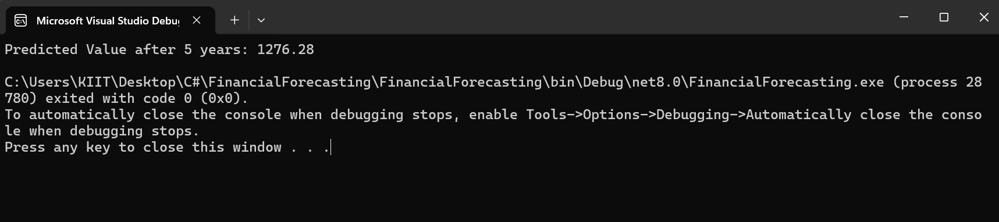 Microsoft Visual Studio Debu
Predicted Value after 5 years: 1276.28
C:\Users\KIIT\Desktop\C#\FinancialForecasting\FinancialForecasting\bin\Debug\net8.0\FinancialForecasting.exe (process 28
780) exited with code 0 (0x0).
To automatically close the console when debugging stops, enable Tools->Options->Debugging->Automatically close the conso
le when debugging stops.
Press any key to close this window . . .